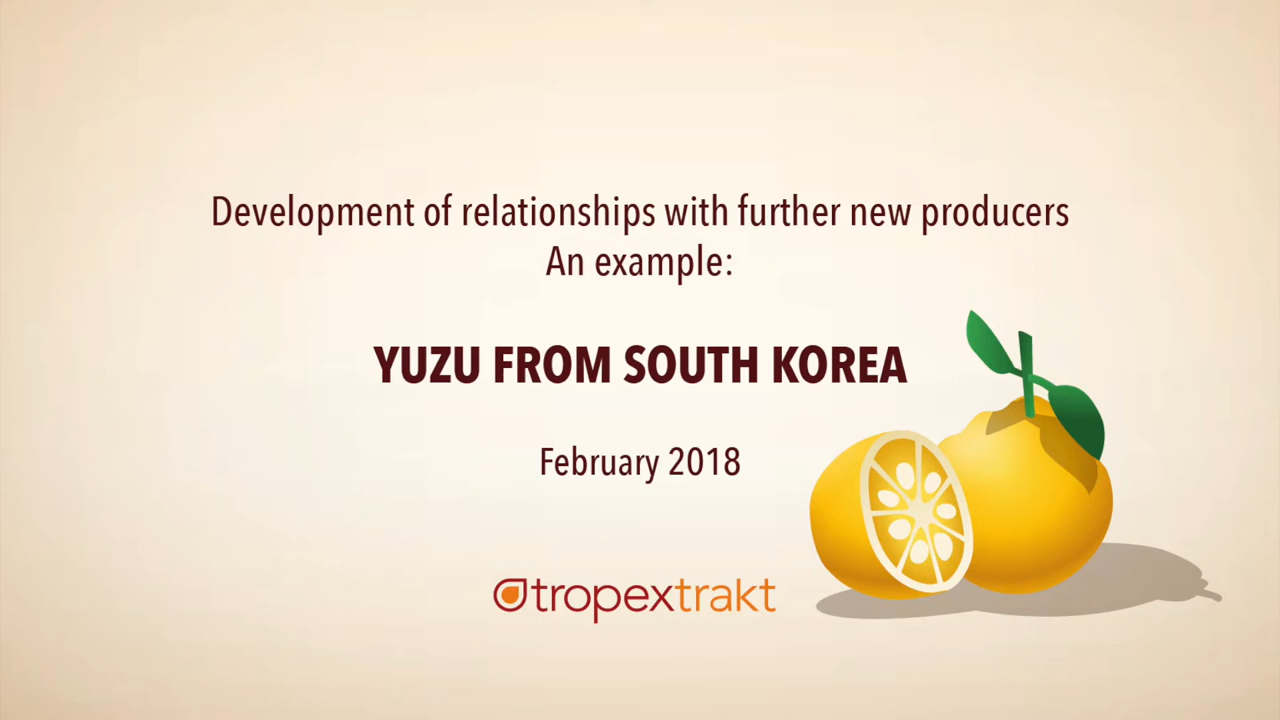 Development of relationships with further new producers
An example:
YUZU FROM SOUTH KOREA
February 2018
tropextrakt